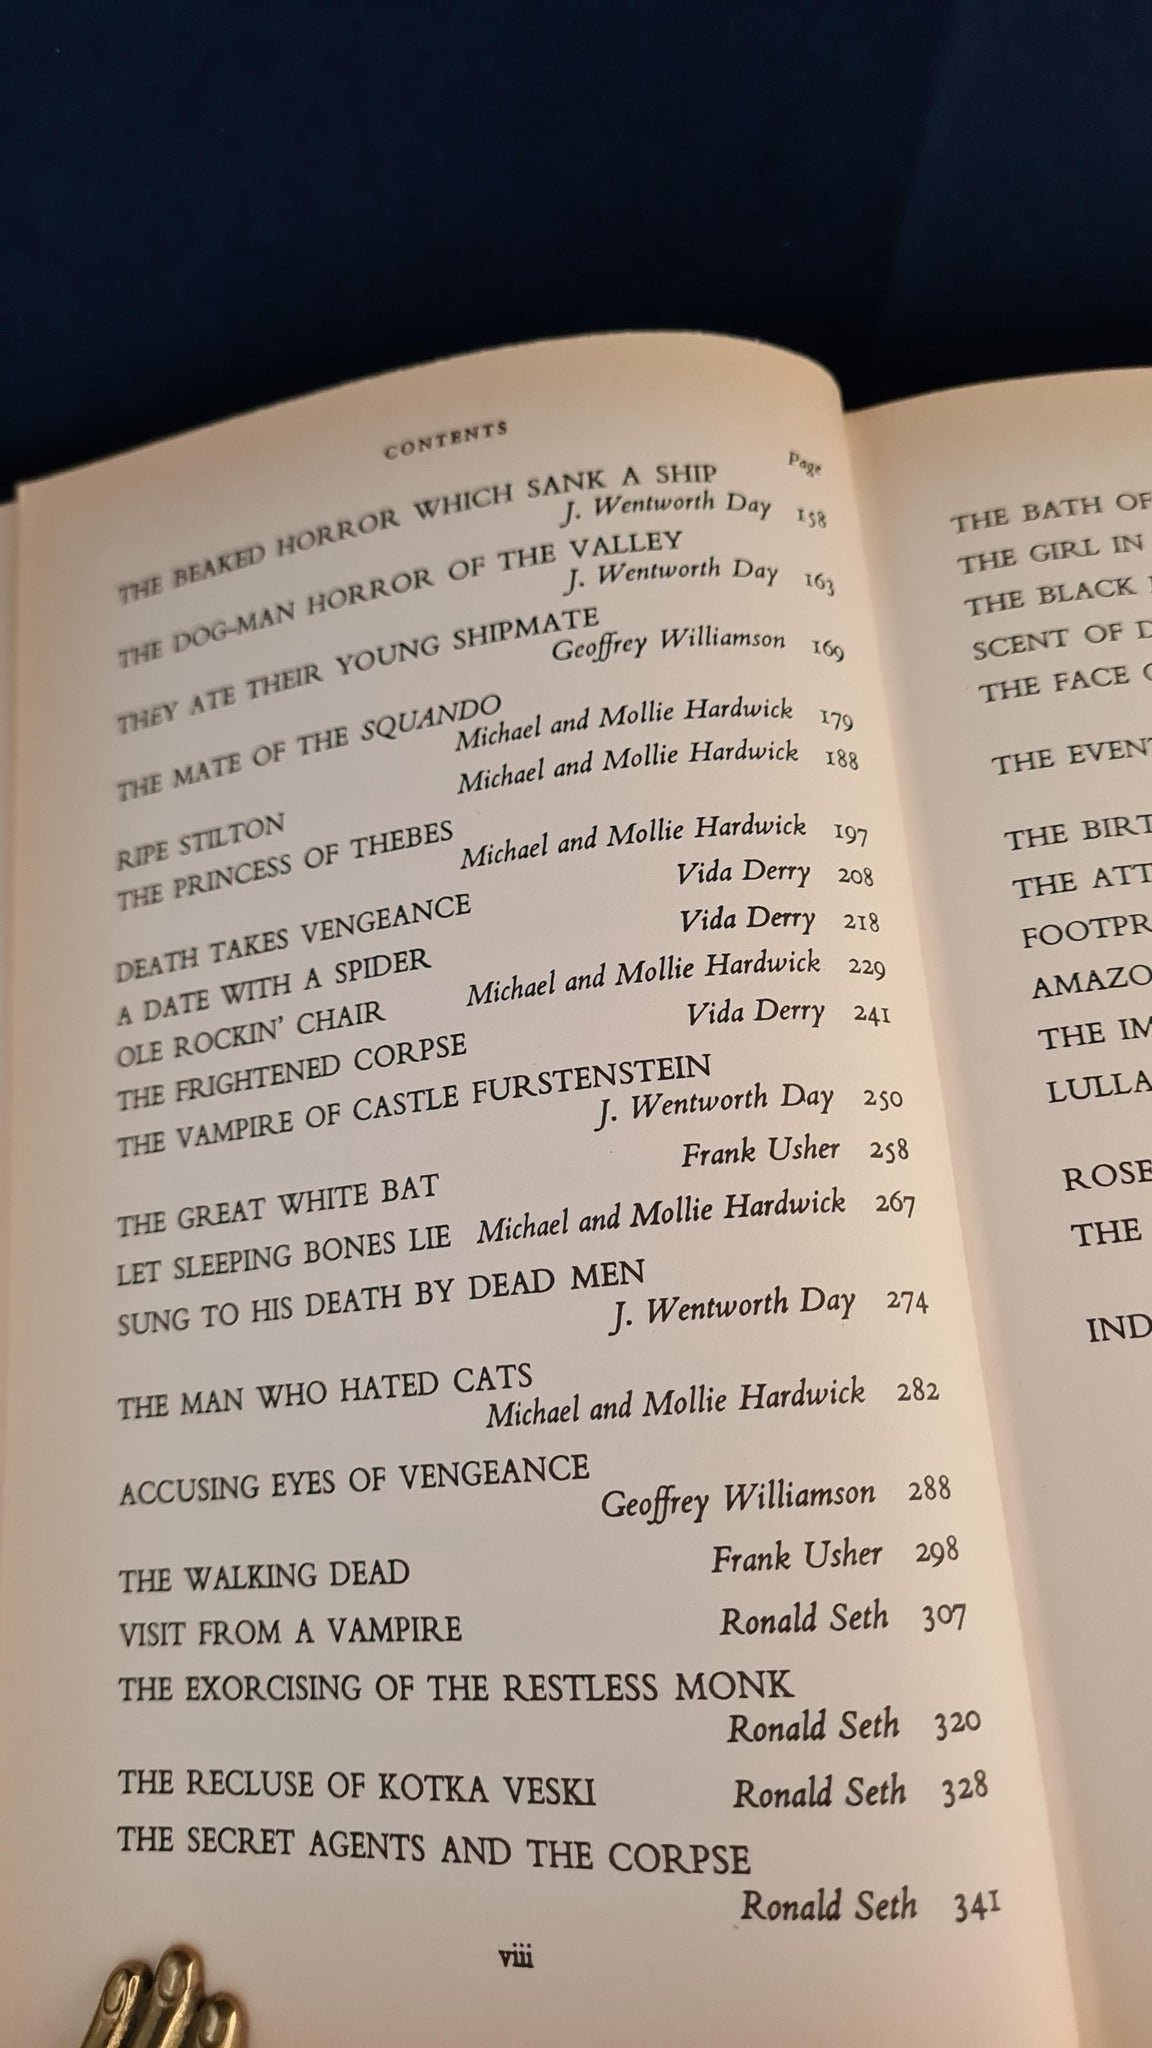 CONTENTS
Page
THE BEAKED HORROR WHICH SANK A SHIP
J. Wentworth Day 158
THE DOG-MAN HORROR OF THE VALLEY
J. Wentworth Day 163
THEY ATE THEIR YOUNG SHIPMATE
Geoffrey Williamson 169
THE MATE OF THE SQUANDO
Michael and Mollie Hardwick 179
RIPE STILTON Michael and Mollie Hardwick 188
THE PRINCESS OF THEBES
Michael and Mollie Hardwick 197
DEATH TAKES VENGEANCE Vida Derry 208
A DATE WITH A SPIDER Vida Derry 218
OLE ROCKIN' CHAIR Michael and Mollie Hardwick 229
THE FRIGHTENED CORPSE Vida Derry 241
THE VAMPIRE OF CASTLE FURSTENSTEIN
J. Wentworth Day 250
THE GREAT WHITE BAT Frank Usher 258
LET SLEEPING BONES LIE Michael and Mollie Hardwick 267
SUNG TO HIS DEATH BY DEAD MEN
J. Wentworth Day 274
THE MAN WHO HATED CATS
Michael and Mollie Hardwick 282
ACCUSING EYES OF VENGEANCE
Geoffrey Williamson 288
THE WALKING DEAD Frank Usher 298
VISIT FROM A VAMPIRE Ronald Seth 307
THE EXORCISING OF THE RESTLESS MONK
Ronald Seth 320
THE RECLUSE OF KOTKA VESKI Ronald Seth 328
THE SECRET AGENTS AND THE CORPSE
Ronald Seth 341
viii
THE BATH OF
THE GIRL IN
THE BLACK
SCENT OF
THE FACE
THE
THE
THE
THE
ROSE
THE